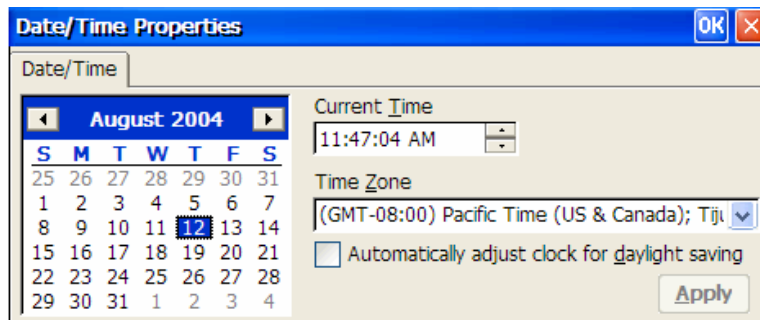 Date/Time Properties OK
Date/Time
August 2004
S M T W T F S
25 26 27 28 29 30 31
1 2 3 4 5 6 7
8 9 10 11 12 13 14
15 16 17 18 19 20 21
22 23 24 25 26 27 28
29 30 31 1 2 3 4
Current Time
11:47:04 AM
Time Zone
(GMT-08:00) Pacific Time (US & Canada);
Automatically adjust clock for daylight saving
Apply